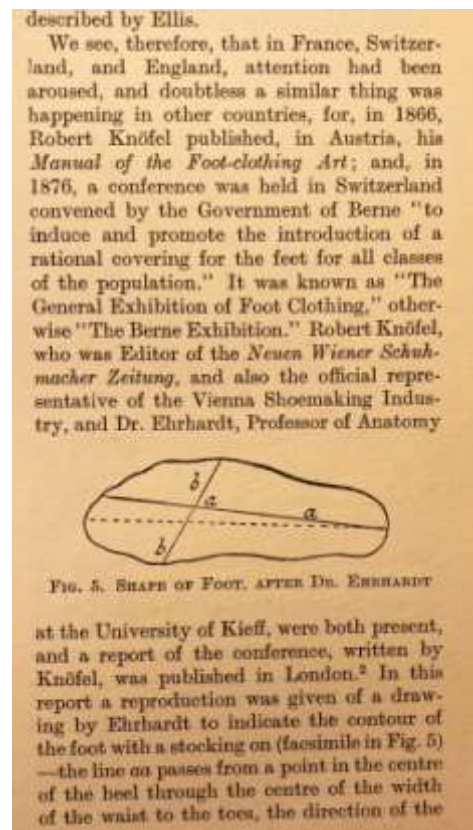 described by Ellis.
We see, therefore, that in France, Switzer-
land, and England, attention had been
aroused, and doubtless a similar thing was
happening in other countries, for, in 1866,
Robert Knöfel published, in Austria, his
Manual of the Foot-clothing Art; and, in
1876, a conference was held in Switzerland
convened by the Government of Berne "to
induce and promote the introduction of a
rational covering for the feet for all classes
of the population." It was known as "The
General Exhibition of Foot Clothing," other-
wise "The Berne Exhibition." Robert Knöfel,
who was Editor of the Neuen Wiener Schuh-
macher Zeitung, and also the official repre-
sentative of the Vienna Shoemaking Indus-
try, and Dr. Ehrhardt, Professor of Anatomy
b
a
a
b
FIG. 5. SHAPE OF FOOT, AFTER DR. EHRHARDT
at the University of Kieff, were both present,
and a report of the conference, written by
Knöfel, was published in London.² In this
report a reproduction was given of a draw-
ing by Ehrhardt to indicate the contour of
the foot with a stocking on (facsimile in Fig. 5)
—the line aa passes from a point in the centre
of the heel through the centre of the width
of the waist to the toes, the direction of the